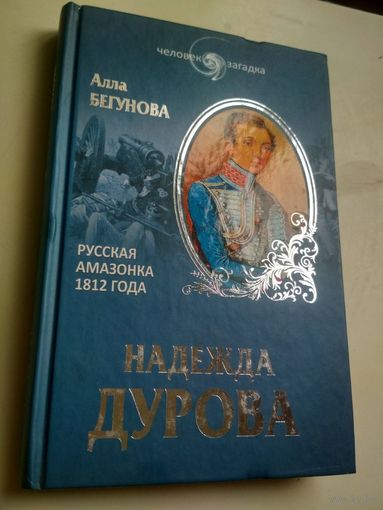 человек загадка
Алла
БЕГУНОВА
РУССКАЯ
АМАЗОНКА
1812 ГОДА
НАДЕЖДА
ДУРОВА